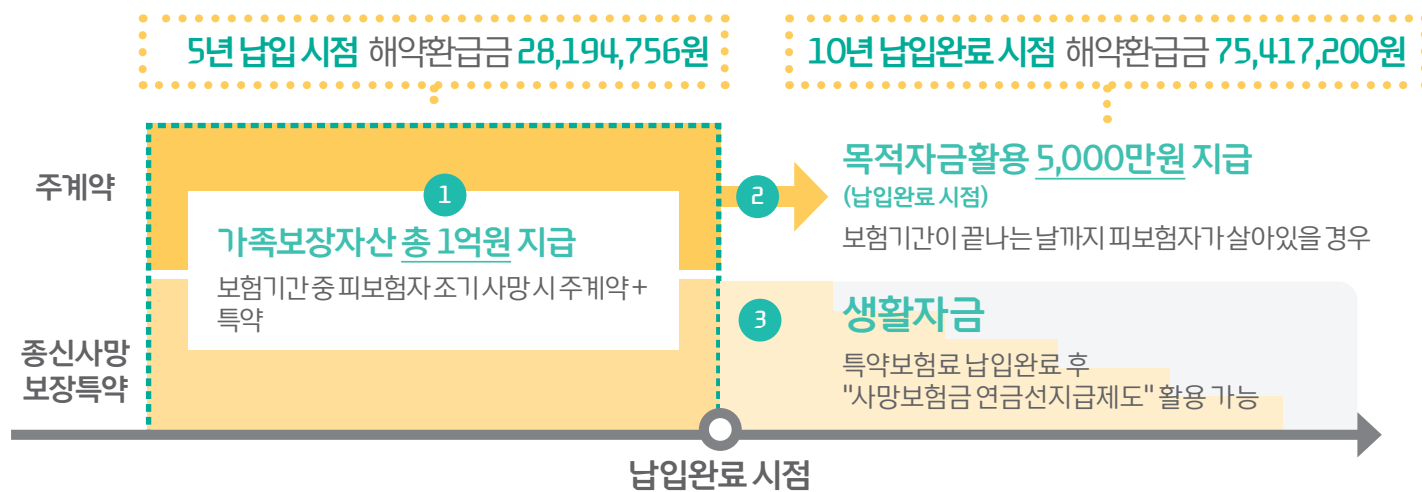 5년 납입 시점 해약환급금 28,194,756원
10년 납입완료 시점 해약환급금 75,417,200원
주계약
1
가족보장자산 총 1억원 지급
보험기간 중 피보험자 조기 사망 시 주계약 +
특약
2
목적자금활용 5,000만원 지급
(납입완료 시점)
보험기간이 끝나는 날까지 피보험자가 살아있을 경우
종신사망
보장특약
3
생활자금
특약보험료 납입완료 후
"사망보험금 연금선지급제도" 활용 가능
납입완료 시점